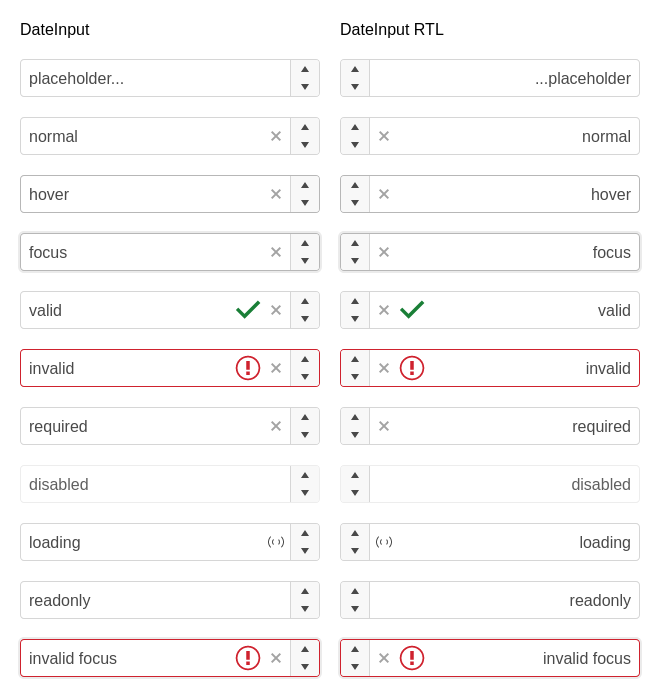 DateInput
DateInput RTL
placeholder...
...placeholder
normal
normal
hover
hover
focus
focus
valid
valid
invalid
invalid
required
required
disabled
disabled
loading
loading
readonly
readonly
invalid focus
invalid focus